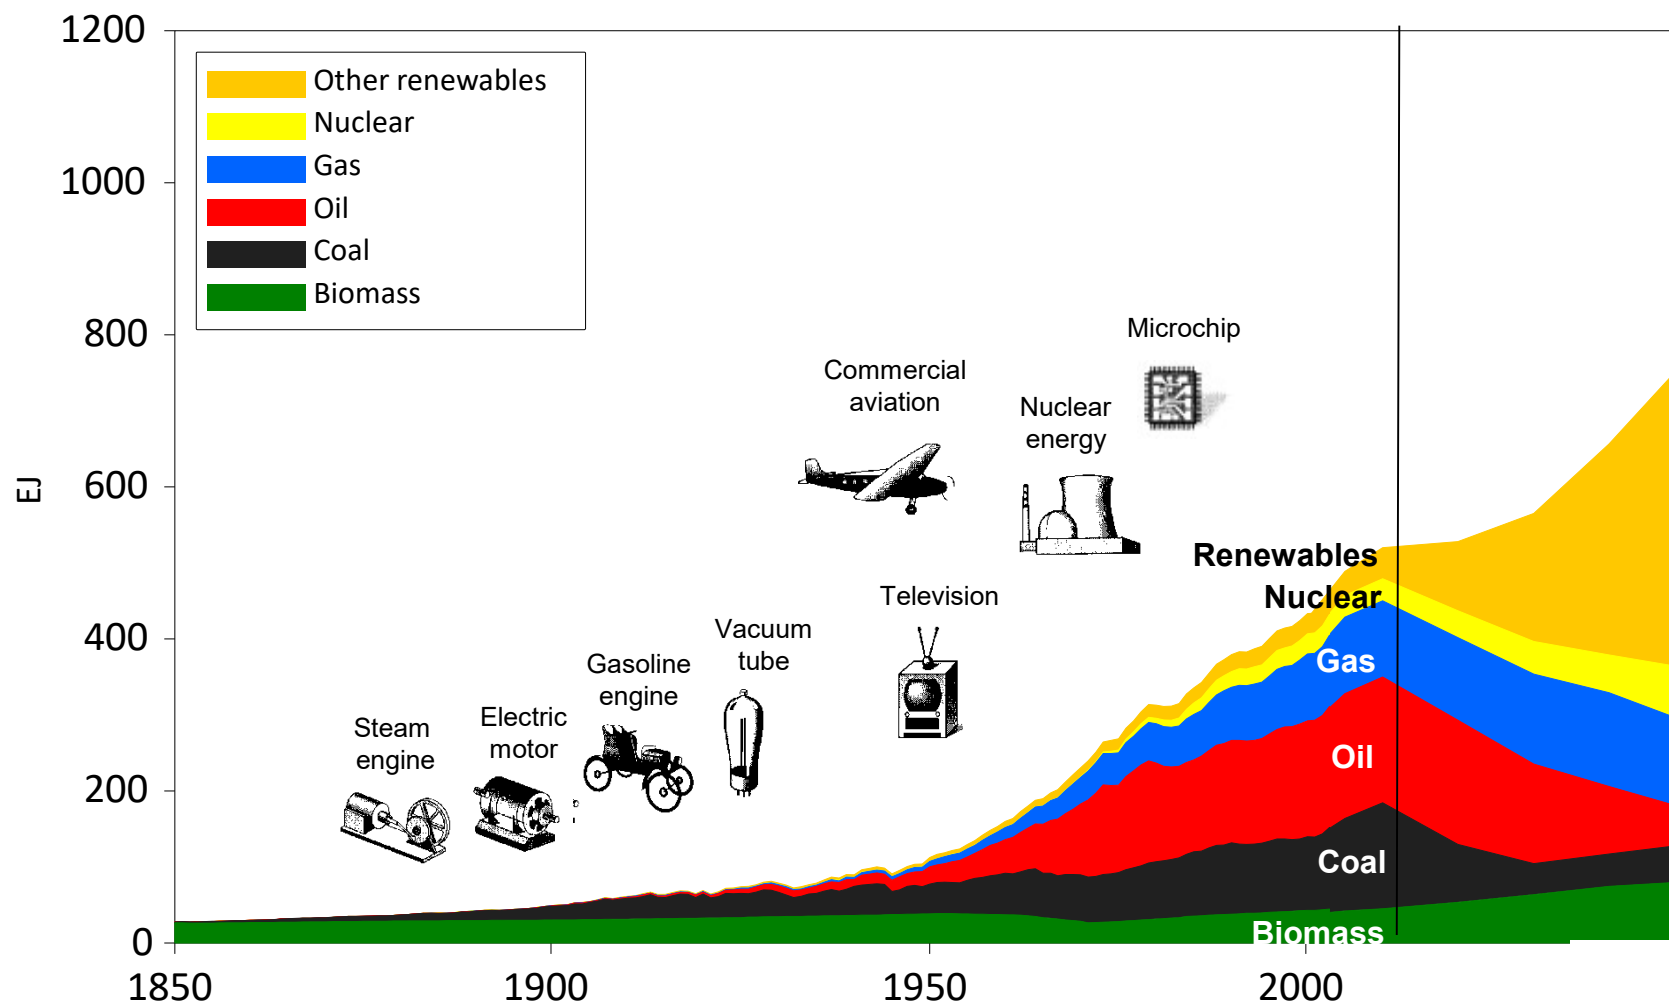 1200
1000
800
600
400
200
0
EJ
Other renewables
Nuclear
Gas
Oil
Coal
Biomass
Microchip
Commercial
aviation
Nuclear
energy
Television
Vacuum
tube
Gasoline
engine
Electric
motor
Steam
engine
Renewables
Nuclear
Gas
Oil
Coal
Biomass
1850
1900
1950
2000